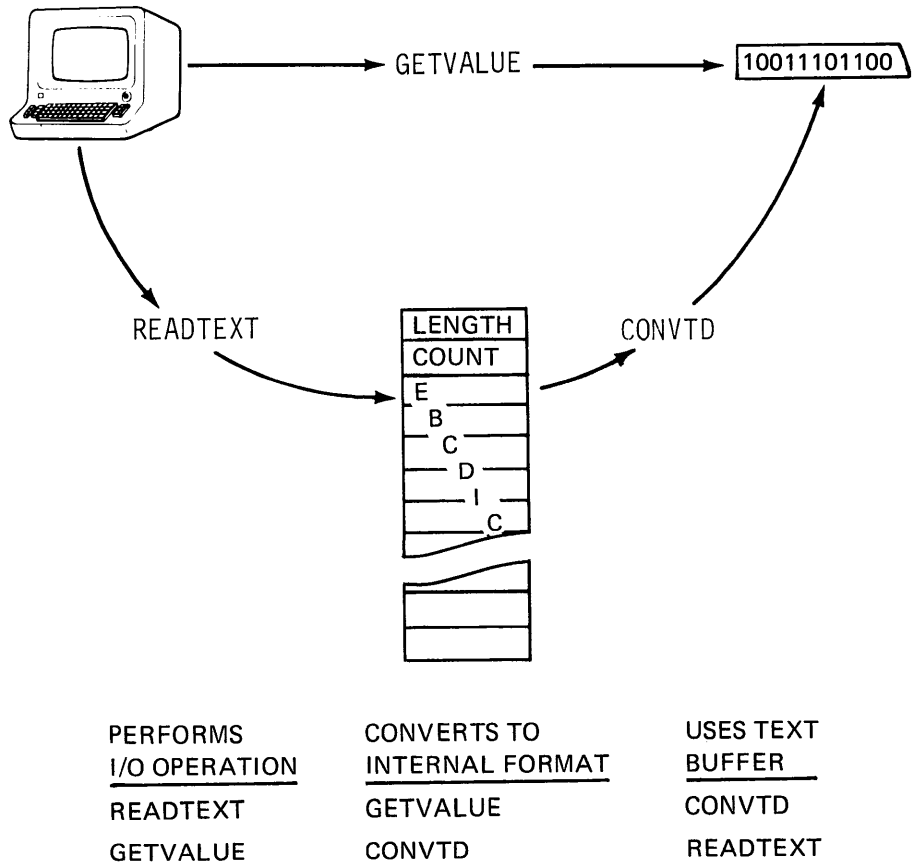 GETVALUE
10011101100
READTEXT
LENGTH
COUNT
E
B
C
D
I
C
CONVTD
PERFORMS
I/O OPERATION
READTEXT
GETVALUE
CONVERTS TO
INTERNAL FORMAT
GETVALUE
CONVTD
USES TEXT
BUFFER
CONVTD
READTEXT